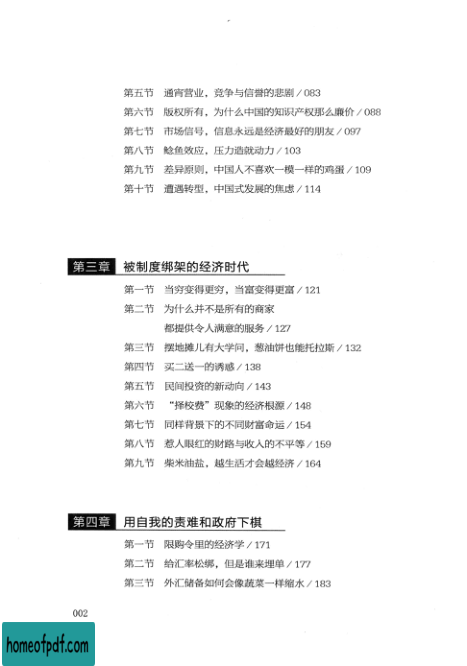 第五节 通宵营业，竞争与信誉的悲剧/083
第六节 版权所有，为什么中国的知识产权那么廉价/088
第七节 市场信号，信息永远是经济最好的朋友/097
第八节 鲶鱼效应，压力造就动力/103
第九节 差异原则，中国人不喜欢一模一样的鸡蛋/109
第十节 遭遇转型，中国式发展的焦虑/114
第三章 被制度绑架的经济时代
第一节 当穷变得更穷，当富变得更富/121
第二节 为什么并不是所有的商家
都提供令人满意的服务/127
第三节 摆地摊儿有大学问，葱油饼也能托拉斯/132
第四节 买二送一的诱惑/138
第五节 民间投资的新动向/143
第六节 “择校费”现象的经济根源/148
第七节 同样背景下的不同财富命运/154
第八节 惹人眼红的财路与收入的不平等/159
第九节 柴米油盐，越生活才会越经济/164
第四章 用自我的责难和政府下棋
第一节 限购令里的经济学/171
第二节 给汇率松绑，但是谁来埋单/177
第三节 外汇储备如何会像蔬菜一样缩水/183
002
homeofpdf.com